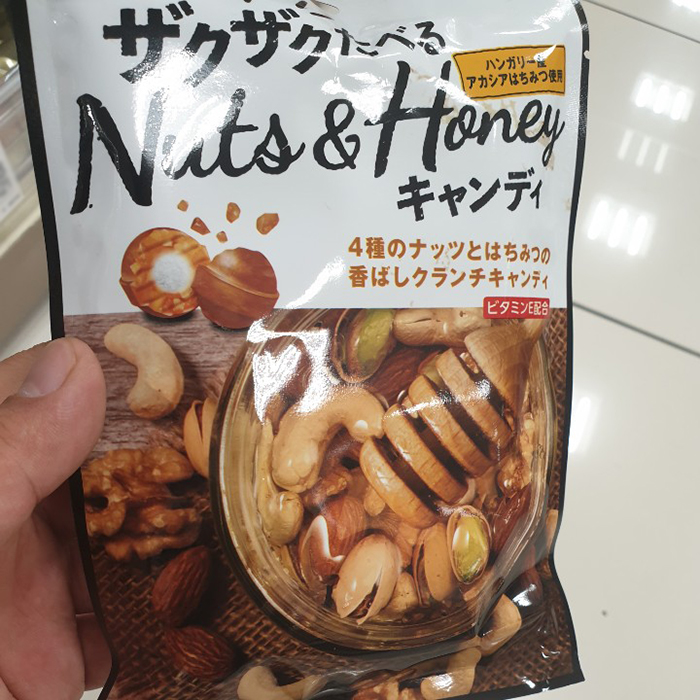 ザクザクたべる
ハンガリー産
アカシアはちみつ使用
Nuts & Honey
キャンディ
4種のナッツとはちみつの
香ばしクランチキャンディ
ビタミンE配合